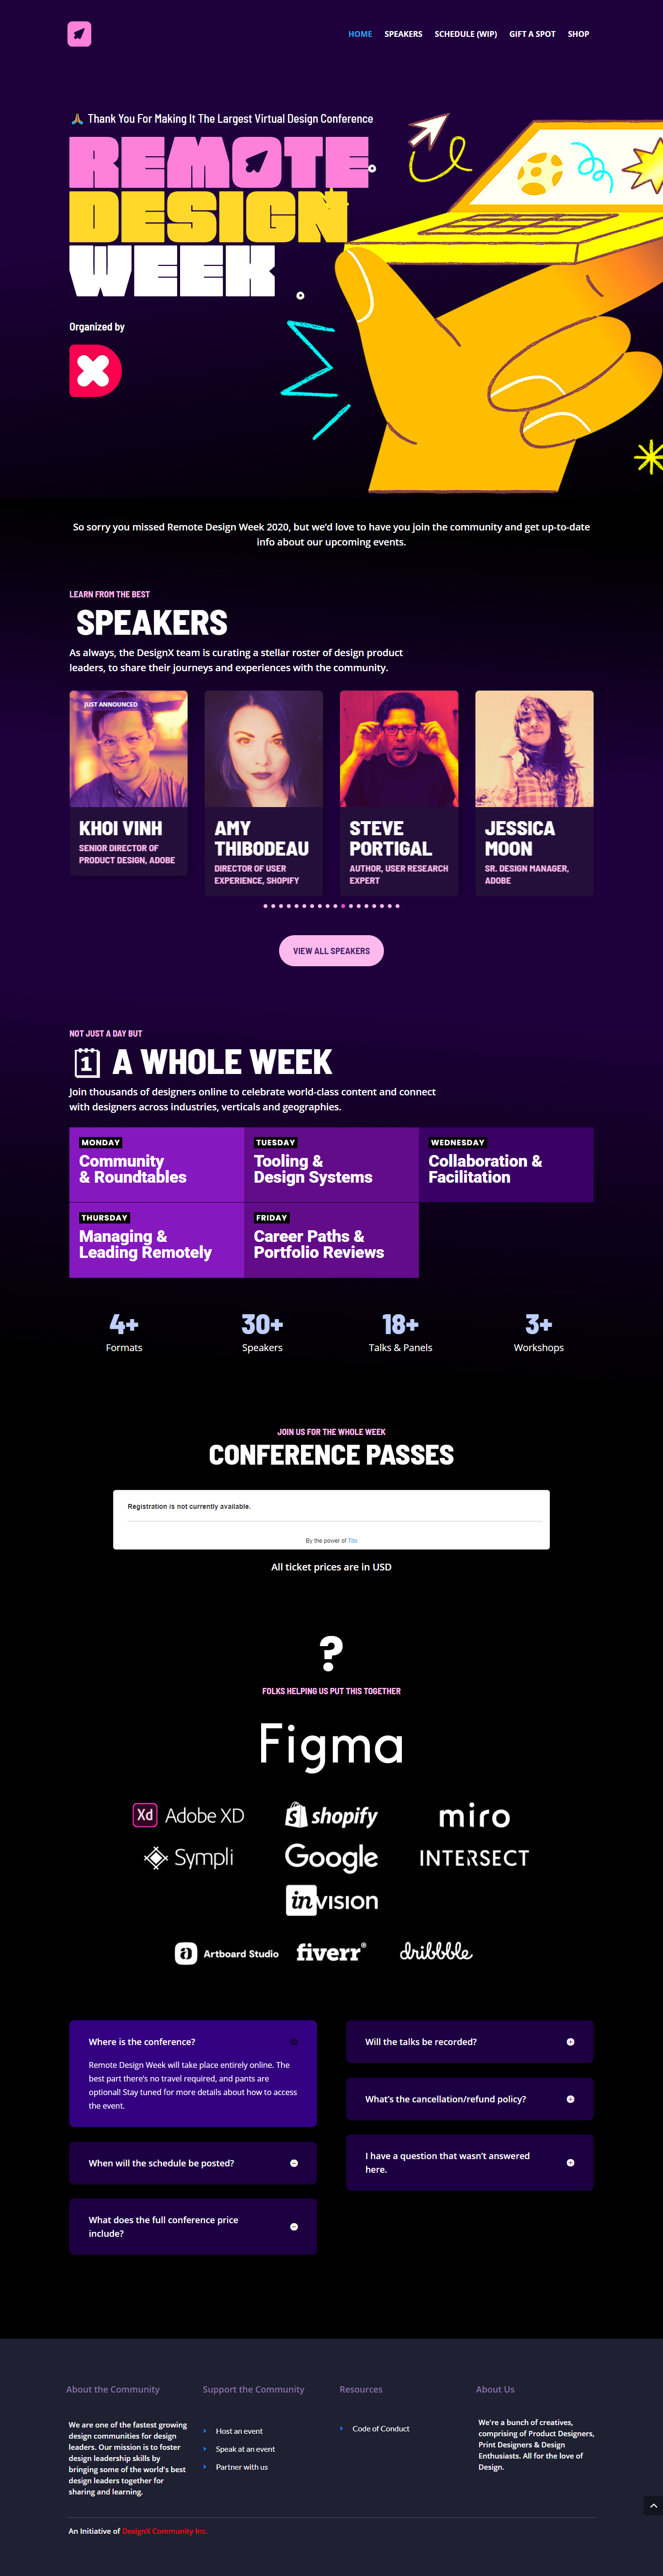 HOME SPEAKERS SCHEDULE (WIP) GIFT A SPOT SHOP
🙏 Thank You For Making It The Largest Virtual Design Conference
REMOTE
DESIGN
WEEK
Organized by
So sorry you missed Remote Design Week 2020, but we'd love to have you join the community and get up-to-date
info about our upcoming events.
LEARN FROM THE BEST
SPEAKERS
As always, the DesignX team is curating a stellar roster of design product
leaders, to share their journeys and experiences with the community.
JUST ANNOUNCED
KHOI VINH
SENIOR DIRECTOR OF
PRODUCT DESIGN, ADOBE
AMY
THIBODEAU
DIRECTOR OF USER
EXPERIENCE, SHOPIFY
STEVE
PORTIGAL
AUTHOR, USER RESEARCH
EXPERT
JESSICA
MOON
SR. DESIGN MANAGER,
ADOBE
VIEW ALL SPEAKERS
NOT JUST A DAY BUT
1 A WHOLE WEEK
Join thousands of designers online to celebrate world-class content and connect
with designers across industries, verticals and geographies.
MONDAY
Community
& Roundtables
TUESDAY
Tooling &
Design Systems
WEDNESDAY
Collaboration &
Facilitation
THURSDAY
Managing &
Leading Remotely
FRIDAY
Career Paths &
Portfolio Reviews
4+
Formats
30+
Speakers
18+
Talks & Panels
3+
Workshops
JOIN US FOR THE WHOLE WEEK
CONFERENCE PASSES
Registration is not currently available.
By the power of Tito
All ticket prices are in USD
?
FOLKS HELPING US PUT THIS TOGETHER
Figma
Xd Adobe XD
shopify
miro
Sympli
Google
INTERSECT
invision
a Artboard Studio
fiverr®
dribbble
Where is the conference?
Remote Design Week will take place entirely online. The
best part there's no travel required, and pants are
optional! Stay tuned for more details about how to access
the event.
When will the schedule be posted?
What does the full conference price
include?
Will the talks be recorded?
What's the cancellation/refund policy?
I have a question that wasn't answered
here.
About the Community
We are one of the fastest growing
design communities for design
leaders. Our mission is to foster
design leadership skills by
bringing some of the world's best
design leaders together for
sharing and learning.
Support the Community
Host an event
Speak at an event
Partner with us
Resources
Code of Conduct
About Us
We're a bunch of creatives,
comprising of Product Designers,
Print Designers & Design
Enthusiasts. All for the love of
Design.
An Initiative of DesignX Community Inc.